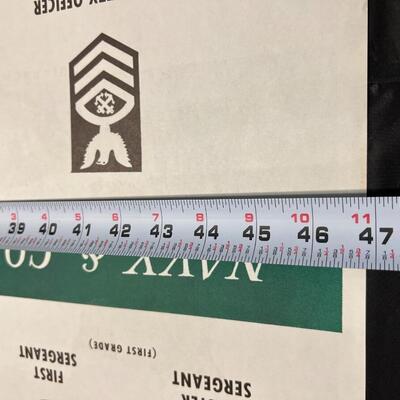 3 4 5 6 7 8 9 10 11
39 40 41 42 43 44 45 46 47
OFFICER
NAVY & CO
(FIRST GRADE)
FIRST
SERGEANT
SERGEANT